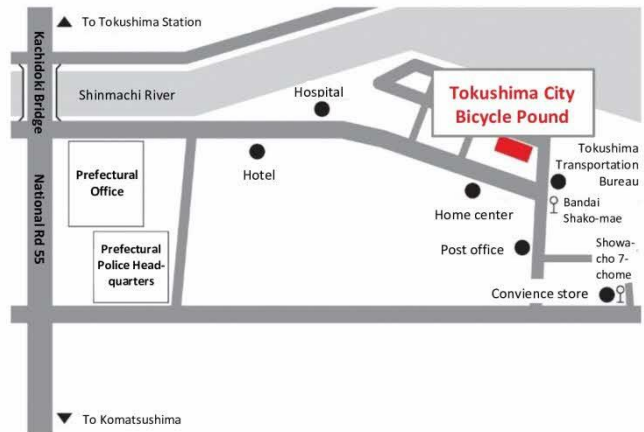 To Tokushima Station
Kachidoki Bridge
Shinmachi River
Hospital
Tokushima City
Bicycle Pound
Tokushima
Transportation
Bureau
National Rd 55
Prefectural
Office
Hotel
Home center
Bandai
Shako-mae
Prefectural
Police Head-
quarters
Post office
Showa-
cho 7-
chome
Convience store
To Komatsushima